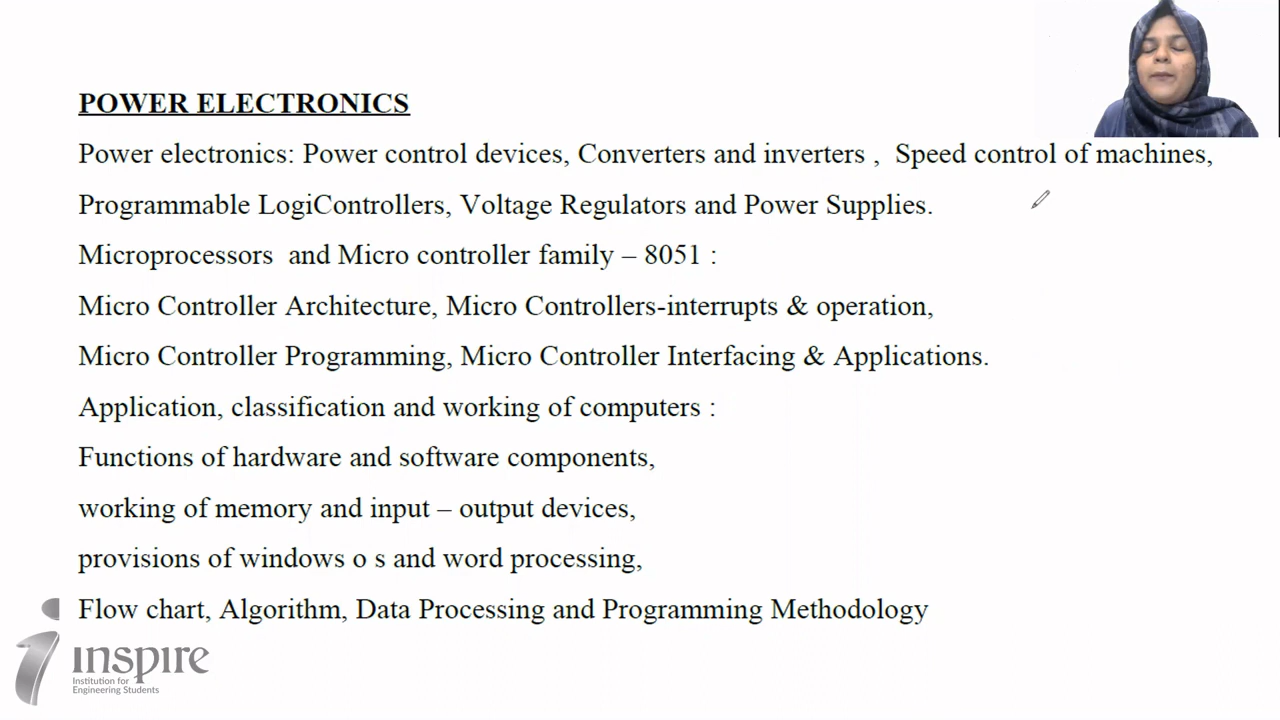 POWER ELECTRONICS
Power electronics: Power control devices, Converters and inverters , Speed control of machines,
Programmable LogiControllers, Voltage Regulators and Power Supplies.
Microprocessors and Micro controller family – 8051 :
Micro Controller Architecture, Micro Controllers-interrupts & operation,
Micro Controller Programming, Micro Controller Interfacing & Applications.
Application, classification and working of computers :
Functions of hardware and software components,
working of memory and input – output devices,
provisions of windows o s and word processing,
Flow chart, Algorithm, Data Processing and Programming Methodology
inspire
Institution for
Engineering Students